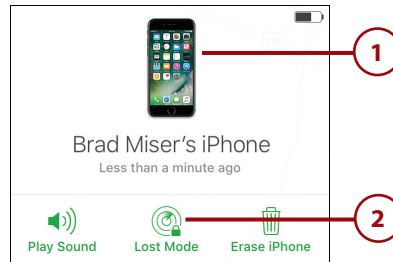 1
Brad Miser's iPhone
Less than a minute ago
2
Play Sound Lost Mode Erase iPhone